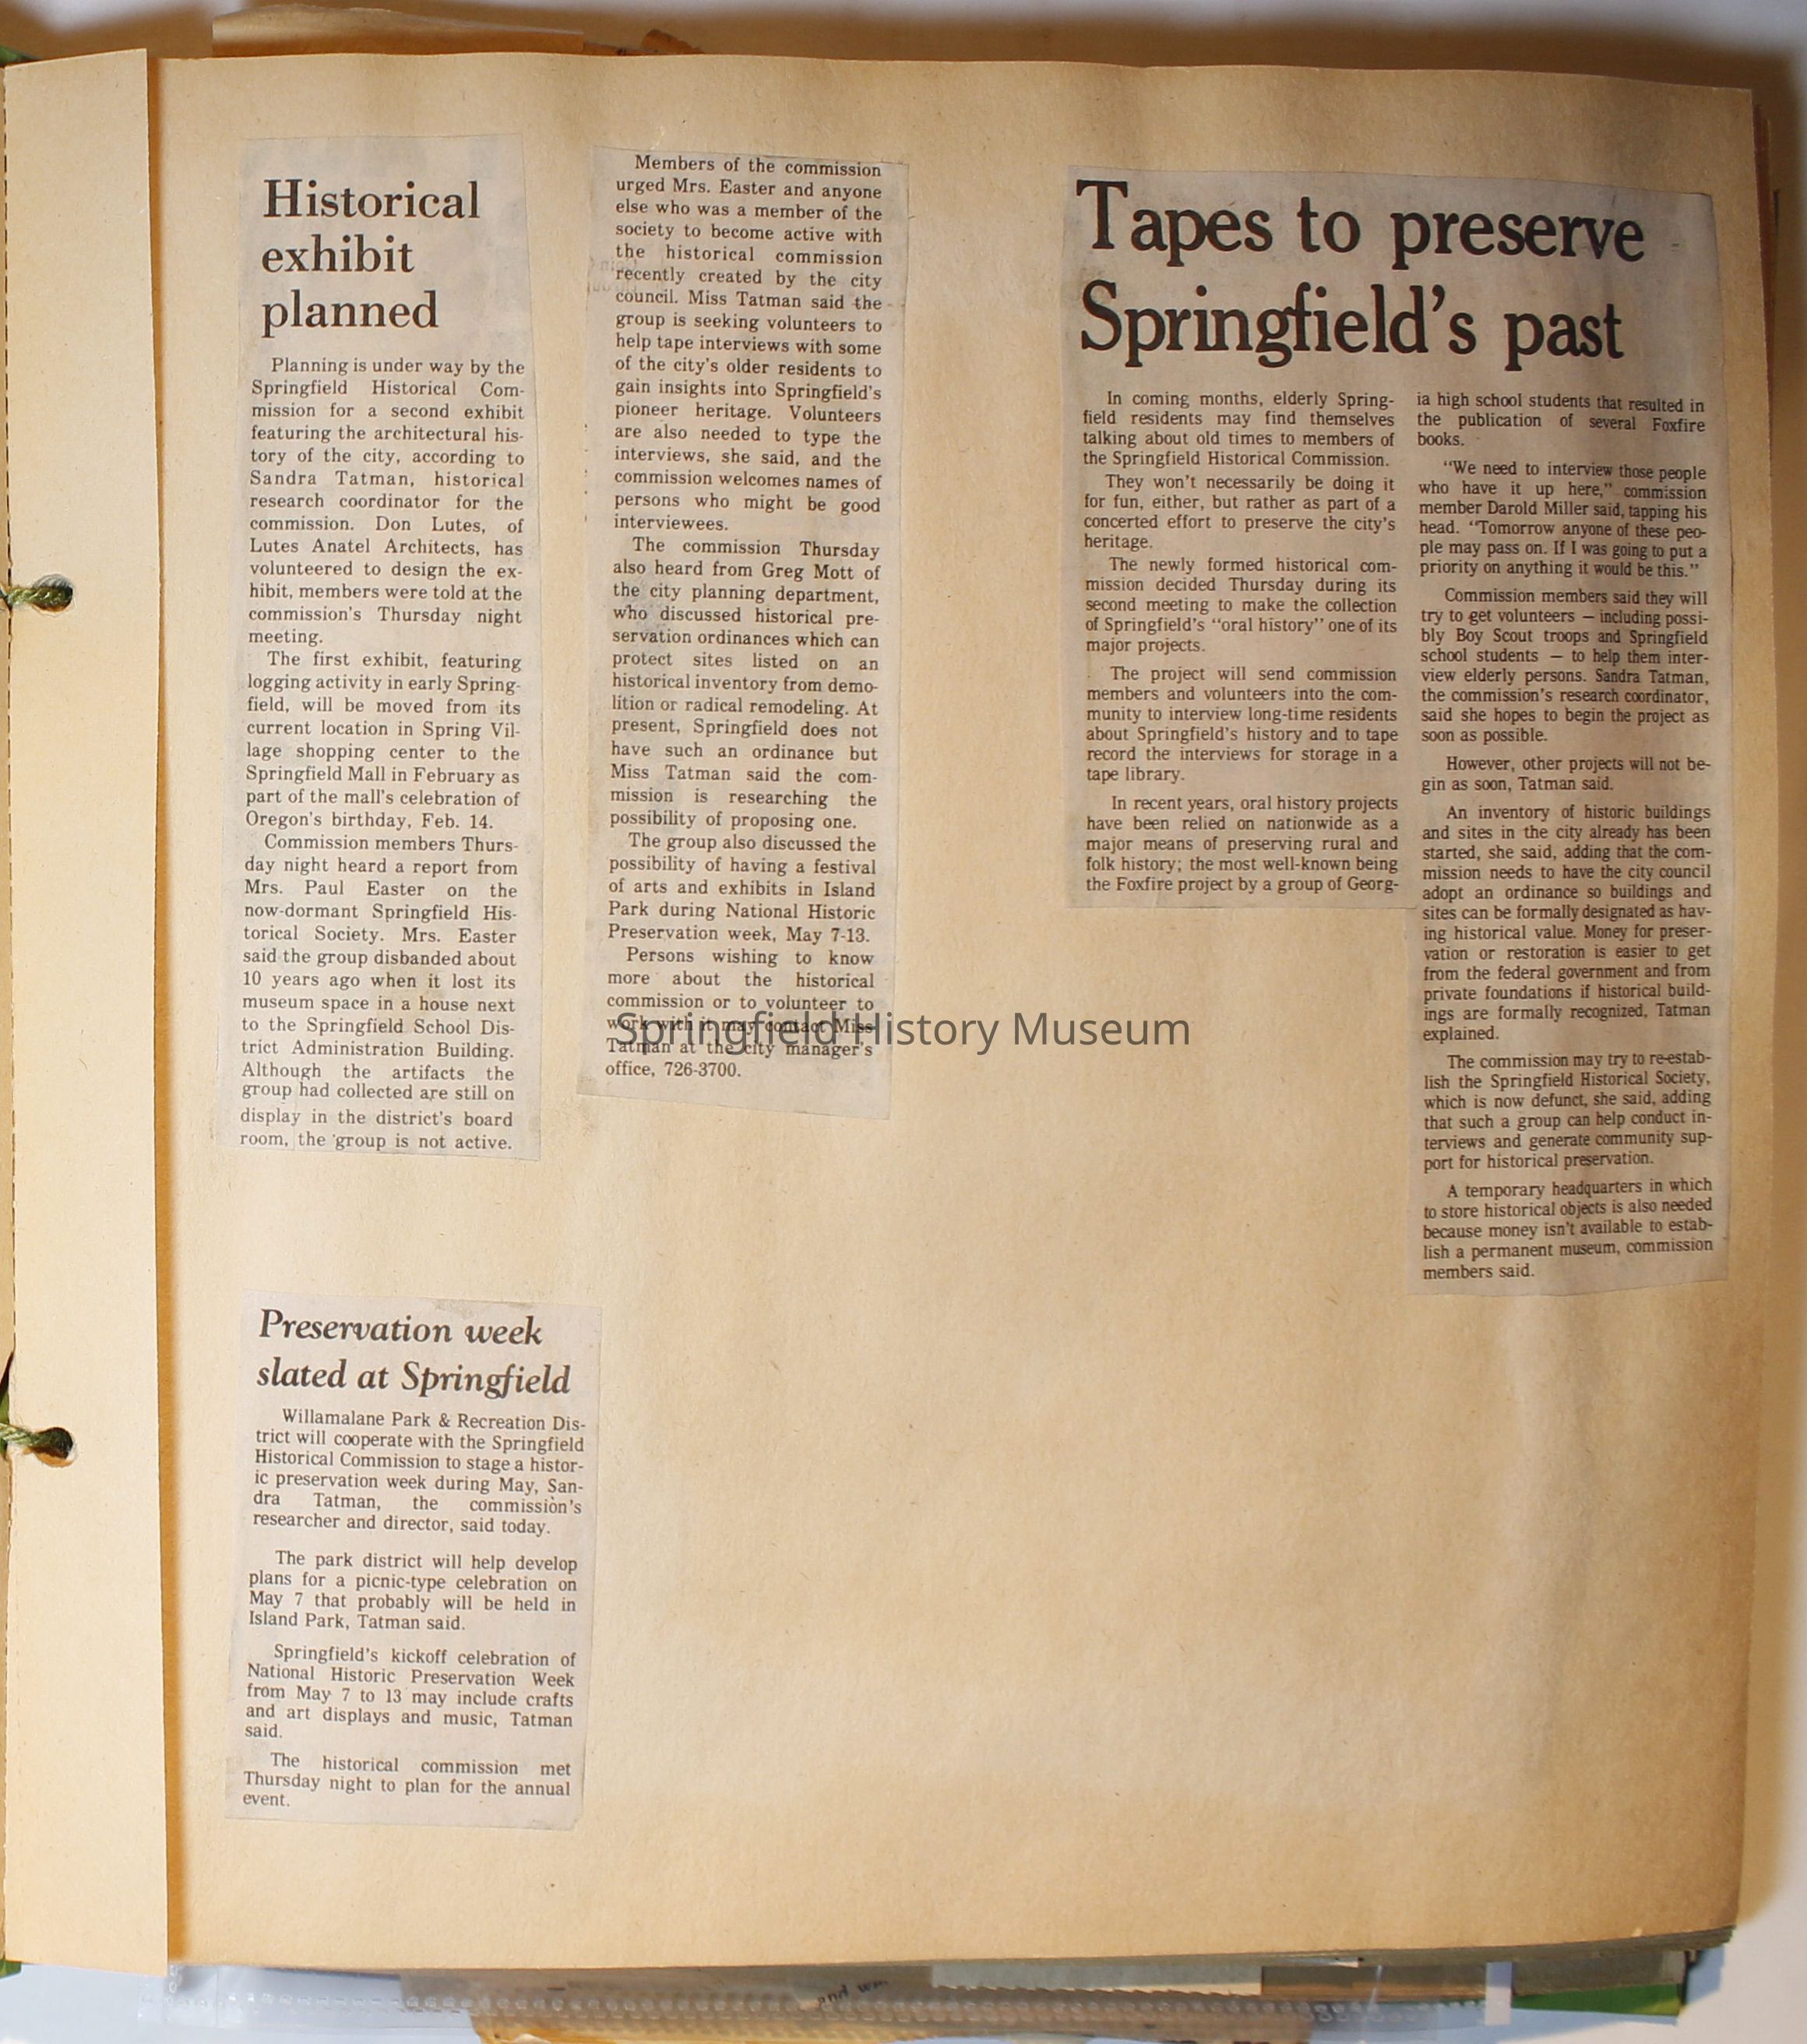 Historical
exhibit
planned
Planning is under way by the
Springfield Historical Com-
mission for a second exhibit
featuring the architectural his-
tory of the city, according to
Sandra Tatman, historical
research coordinator for the
commission. Don Lutes, of
Lutes Anatel Architects, has
volunteered to design the ex-
hibit, members were told at the
commission's Thursday night
meeting.
The first exhibit, featuring
logging activity in early Spring-
field, will be moved from its
current location in Spring Vil-
lage shopping center to the
Springfield Mall in February as
part of the mall's celebration of
Oregon's birthday, Feb. 14.
Commission members Thurs-
day night heard a report from
Mrs. Paul Easter on the
now-dormant Springfield His-
torical Society. Mrs. Easter
said the group disbanded about
10 years ago when it lost its
museum space in a house next
to the Springfield School Dis-
trict Administration Building.
Although the artifacts the
group had collected are still on
display in the district's board
room, the group is not active.
Members of the commission
urged Mrs. Easter and anyone
else who was a member of the
society to become active with
the historical commission
recently created by the city
council. Miss Tatman said the
group is seeking volunteers to
help tape interviews with some
of the city's older residents to
gain insights into Springfield's
pioneer heritage. Volunteers
are also needed to type the
interviews, she said, and the
commission welcomes names of
persons who might be good
interviewees.
The commission Thursday
also heard from Greg Mott of
the city planning department,
who discussed historical pre-
servation ordinances which can
protect sites listed on an
historical inventory from demo-
lition or radical remodeling. At
present, Springfield does not
have such an ordinance but
Miss Tatman said the com-
mission is researching the
possibility of proposing one.
The group also discussed the
possibility of having a festival
of arts and exhibits in Island
Park during National Historic
Preservation week, May 7-13.
Persons wishing to know
more about the historical
commission or to volunteer to
work with it may contact Miss
Tatman at the city manager's
office, 726-3700.
Springfield History Museum
Tapes to preserve
Springfield's past
In coming months, elderly Spring-
field residents may find themselves
talking about old times to members of
the Springfield Historical Commission.
They won't necessarily be doing it
for fun, either, but rather as part of a
concerted effort to preserve the city's
heritage.
The newly formed historical com-
mission decided Thursday during its
second meeting to make the collection
of Springfield's "oral history" one of its
major projects.
The project will send commission
members and volunteers into the com-
munity to interview long-time residents
about Springfield's history and to tape
record the interviews for storage in a
tape library.
In recent years, oral history projects
have been relied on nationwide as a
major means of preserving rural and
folk history; the most well-known being
the Foxfire project by a group of Georg-
ia high school students that resulted in
the publication of several Foxfire
books.
"We need to interview those people
who have it up here," commission
member Darold Miller said, tapping his
head. "Tomorrow anyone of these peo-
ple may pass on. If I was going to put a
priority on anything it would be this."
Commission members said they will
try to get volunteers — including possi-
bly Boy Scout troops and Springfield
school students — to help them inter-
view elderly persons. Sandra Tatman,
the commission's research coordinator,
said she hopes to begin the project as
soon as possible.
However, other projects will not be-
gin as soon, Tatman said.
An inventory of historic buildings
and sites in the city already has been
started, she said, adding that the com-
mission needs to have the city council
adopt an ordinance so buildings and
sites can be formally designated as hav-
ing historical value. Money for preser-
vation or restoration is easier to get
from the federal government and from
private foundations if historical build-
ings are formally recognized, Tatman
explained.
The commission may try to re-estab-
lish the Springfield Historical Society,
which is now defunct, she said, adding
that such a group can help conduct in-
terviews and generate community sup-
port for historical preservation.
A temporary headquarters in which
to store historical objects is also needed
because money isn't available to estab-
lish a permanent museum, commission
members said.
Preservation week
slated at Springfield
Willamalane Park & Recreation Dis-
trict will cooperate with the Springfield
Historical Commission to stage a histor-
ic preservation week during May, San-
dra Tatman, the commission's
researcher and director, said today.
The park district will help develop
plans for a picnic-type celebration on
May 7 that probably will be held in
Island Park, Tatman said.
Springfield's kickoff celebration of
National Historic Preservation Week
from May 7 to 13 may include crafts
and art displays and music, Tatman
said.
The historical commission met
Thursday night to plan for the annual
event.